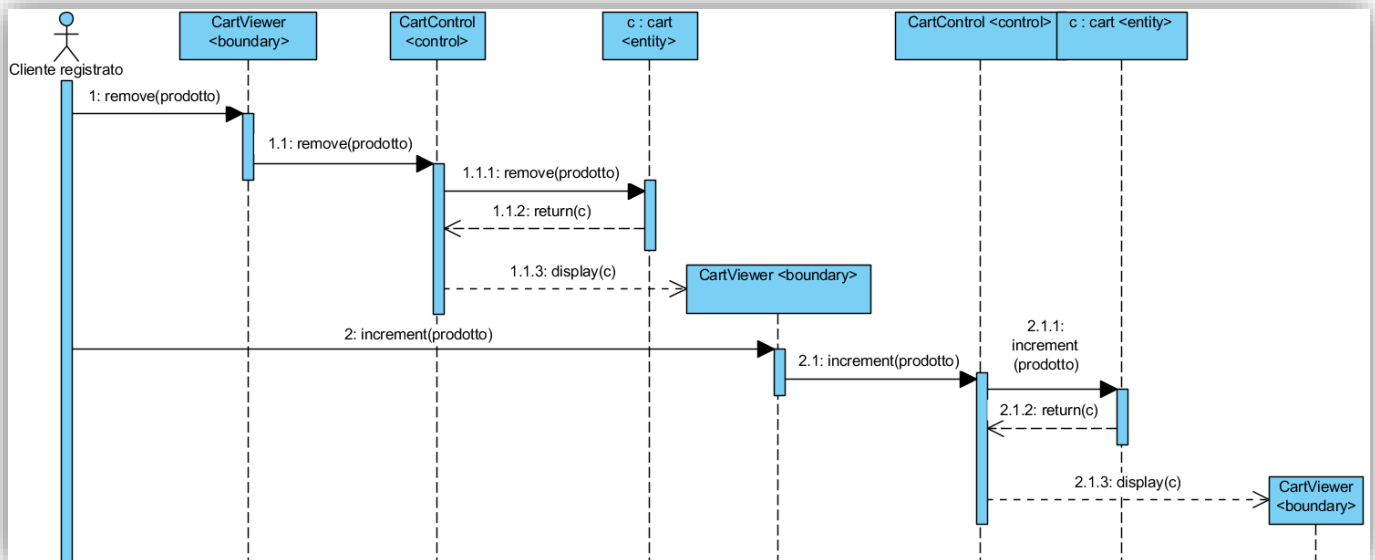 CartViewer
<boundary>
CartControl
<control>
c : cart
<entity>
CartControl <control>
c : cart <entity>
Cliente registrato
1: remove(prodotto)
1.1: remove(prodotto)
1.1.1: remove(prodotto)
1.1.2: return(c)
1.1.3: display(c)
CartViewer <boundary>
2: increment(prodotto)
2.1: increment(prodotto)
2.1.1:
increment
(prodotto)
2.1.2: return(c)
2.1.3: display(c)
CartViewer
<boundary>